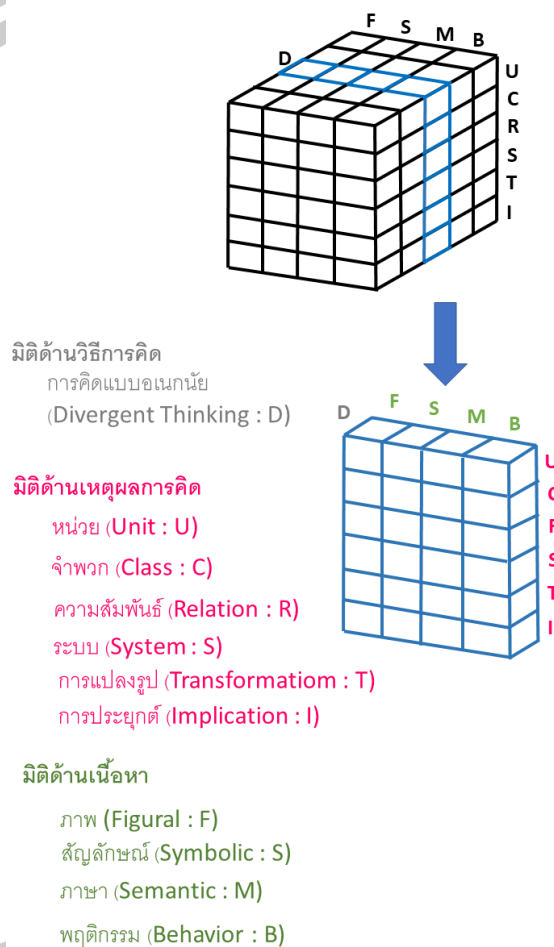 F S M B
D
U
C
R
S
T
I
มิติด้านวิธีการคิด
การคิดแบบอเนกนัย
(Divergent Thinking : D)
D F S M B
U
T
I
มิติด้านเหตุผลการคิด
หน่วย (Unit : U)
จำพวก (Class : C)
ความสัมพันธ์ (Relation : R)
ระบบ (System : S)
การแปลงรูป (Transformatiom : T)
การประยุกต์ (Implication : I)
มิติด้านเนื้อหา
ภาพ (Figural : F)
สัญลักษณ์ (Symbolic : S)
ภาษา (Semantic : M)
พฤติกรรม (Behavior : B)